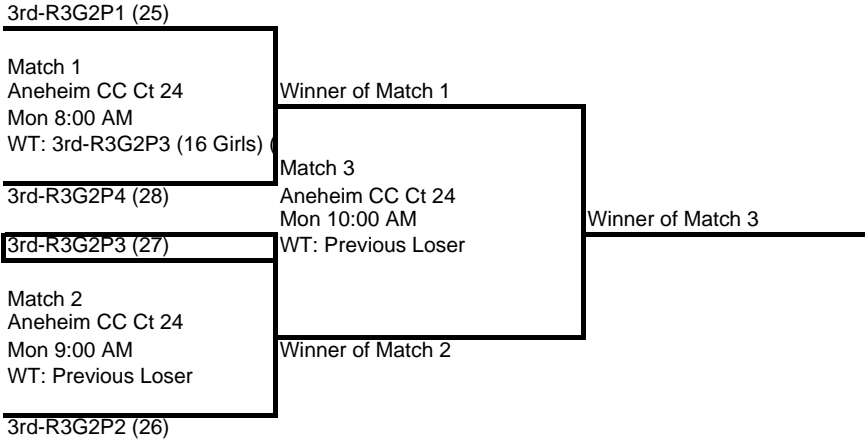 3rd-R3G2P1 (25)
Match 1
Aneheim CC Ct 24
Mon 8:00 AM
WT: 3rd-R3G2P3 (16 Girls) (
3rd-R3G2P4 (28)
3rd-R3G2P3 (27)
Match 2
Aneheim CC Ct 24
Mon 9:00 AM
WT: Previous Loser
3rd-R3G2P2 (26)
Winner of Match 1
Match 3
Aneheim CC Ct 24
Mon 10:00 AM
WT: Previous Loser
Winner of Match 2
Winner of Match 3